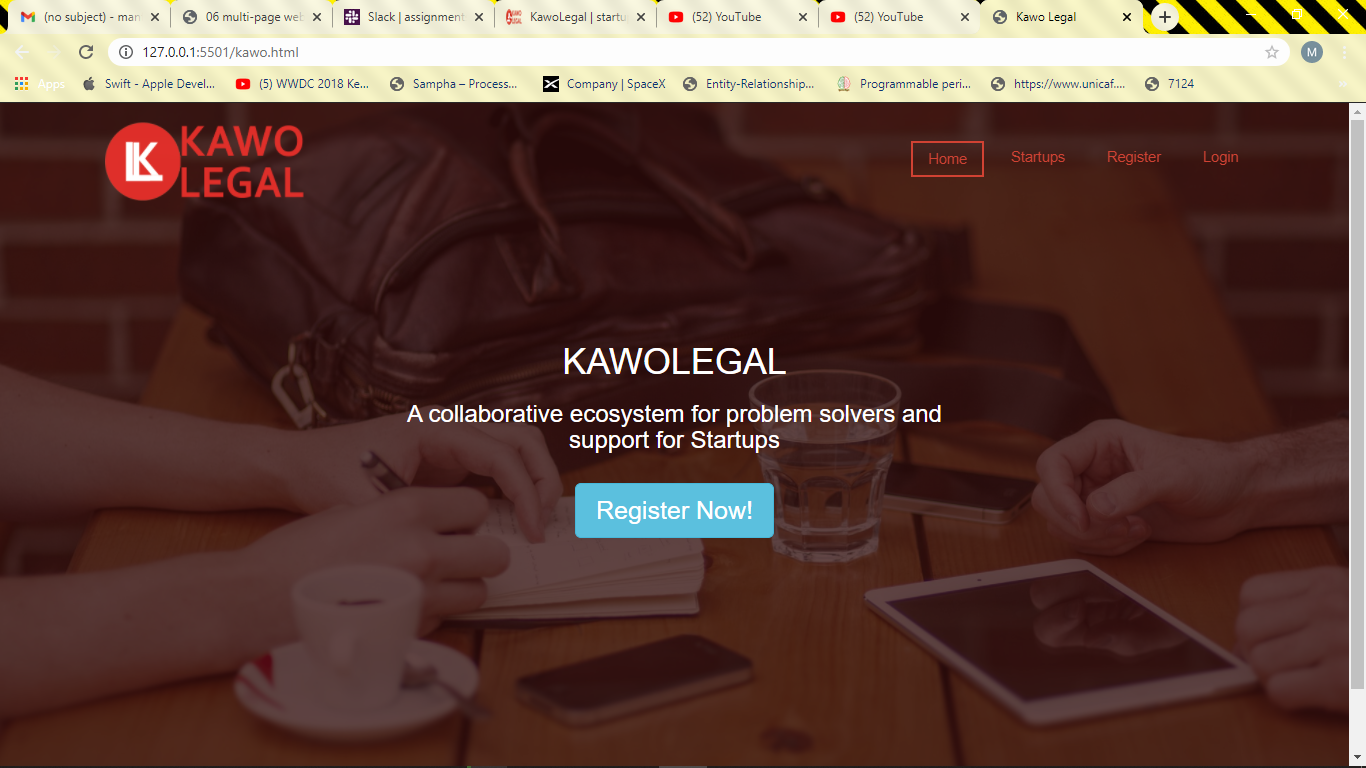 (no subject) - man
06 multi-page web
Slack | assignment
KawoLegal | startu
(52) YouTube
(52) YouTube
Kawo Legal
127.0.0.1:5501/kawo.html
M
Apps
Swift - Apple Devel...
(5) WWDC 2018 Ke...
Sampha – Process...
Company | SpaceX
Entity-Relationship...
Programmable peri...
https://www.unicaf....
7124
KAWO
LEGAL
Home
Startups
Register
Login
KAWOLEGAL
A collaborative ecosystem for problem solvers and
support for Startups
Register Now!